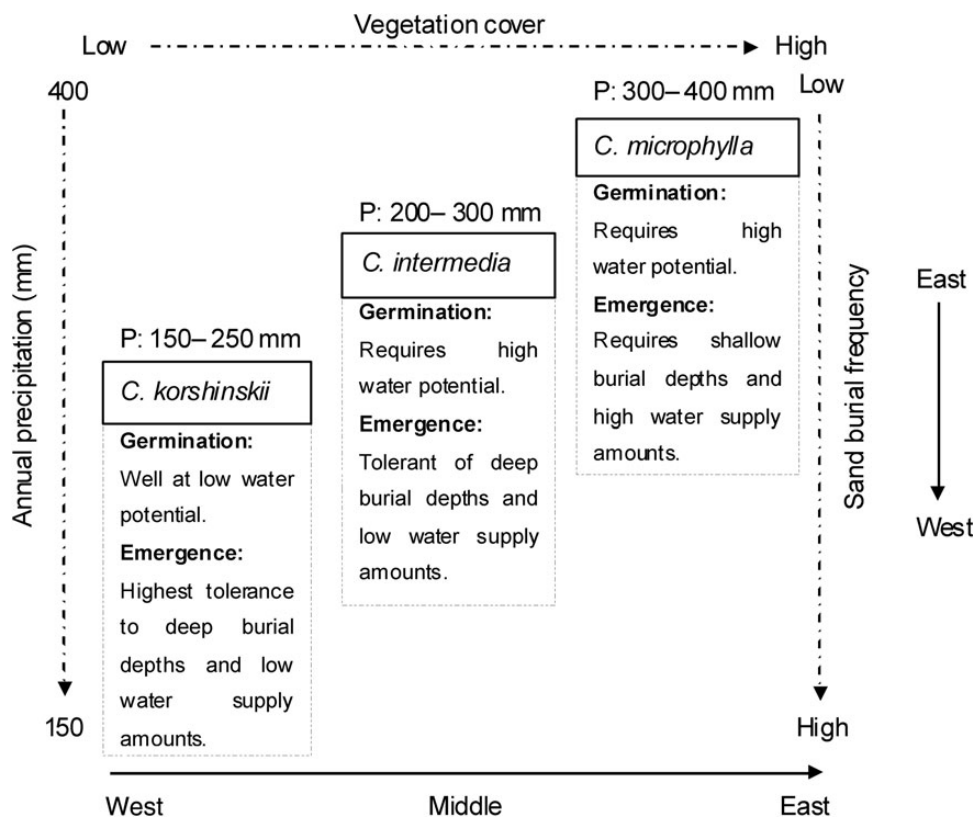 Vegetation cover
Low
High
400
150
Annual precipitation (mm)
P: 150– 250 mm
C. korshinskii
Germination:
Well at low water
potential.
Emergence:
Highest tolerance
to deep burial
depths and low
water supply
amounts.
P: 200– 300 mm
C. intermedia
Germination:
Requires high
water potential.
Emergence:
Tolerant of deep
burial depths and
low water supply
amounts.
P: 300– 400 mm
C. microphylla
Germination:
Requires high
water potential.
Emergence:
Requires shallow
burial depths and
high water supply
amounts.
Low
Sand burial frequency
High
East
West
West
Middle
East